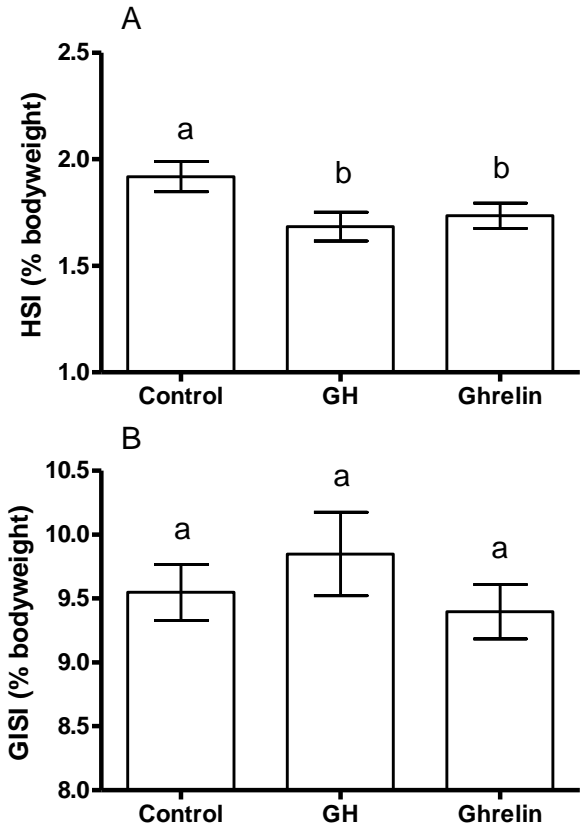 A
HSI (% bodyweight)
2.5
2.0
1.5
1.0
a
b
b
Control GH Ghrelin
B
GISI (% bodyweight)
10.5
10.0
9.5
9.0
8.5
8.0
a
a
a
Control GH Ghrelin